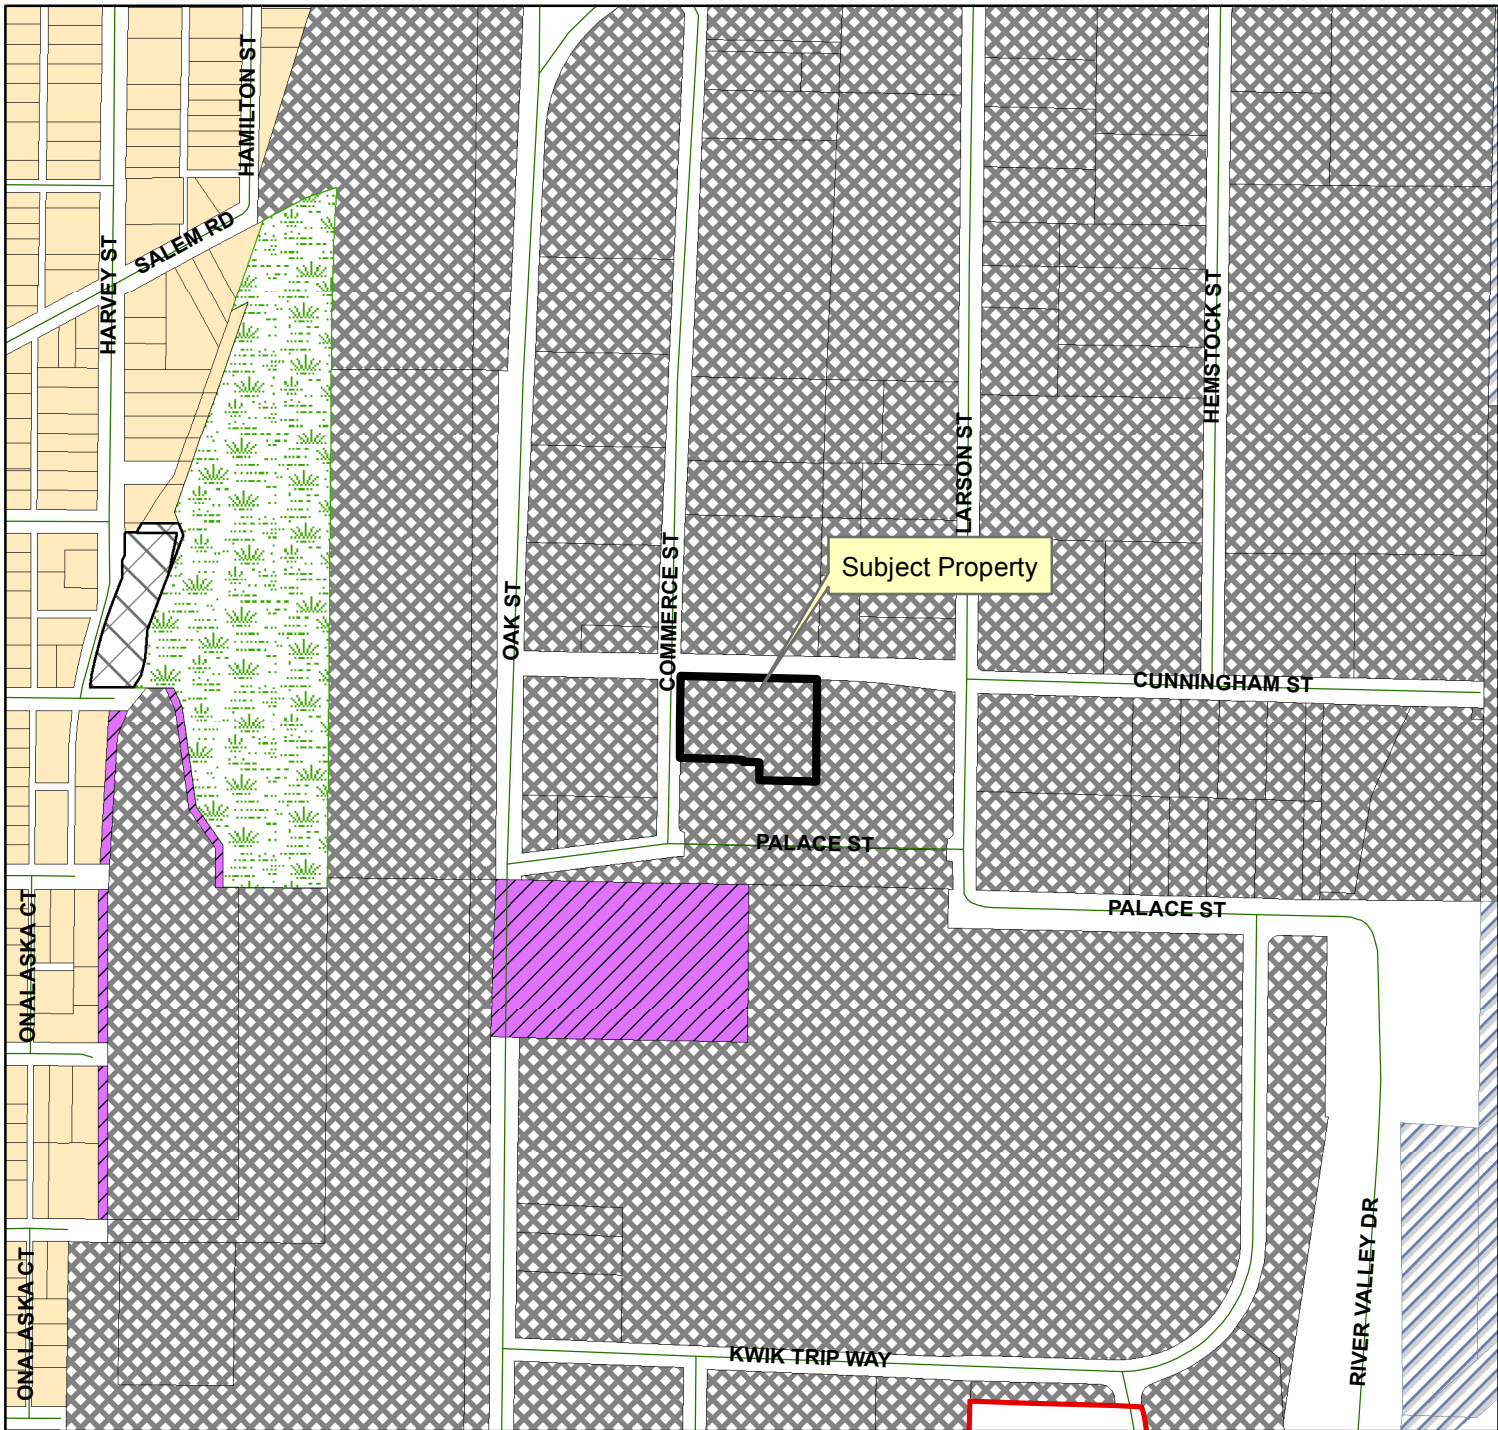 HAMILTON ST
SALEM RD
HARVEY ST
HEMSTOCK ST
LARSON ST
Subject Property
OAK ST
COMMERCE ST
CUNNINGHAM ST
PALACE ST
PALACE ST
ONALASKA CT
RIVER VALLEY DR
ONALASKA CT
KWIK TRIP WAY